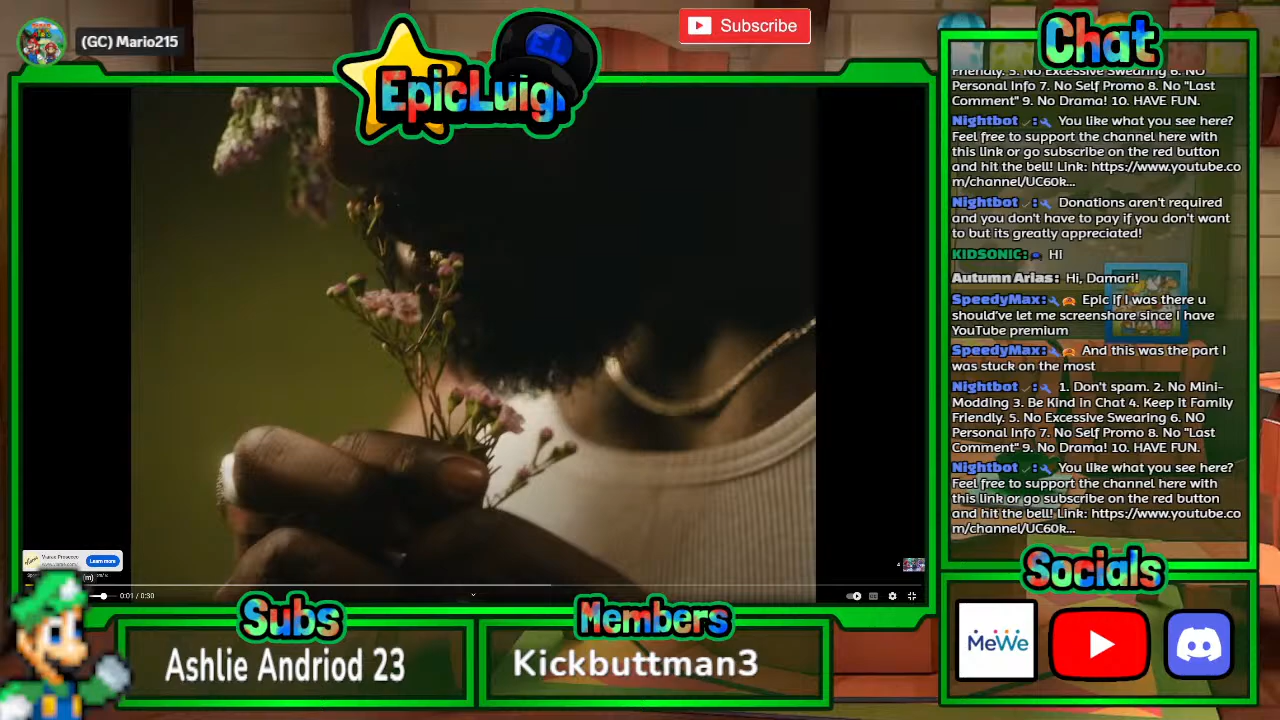 (GC) Mario215
EpicLuigi
EL
Subscribe
Learn more
0:01 / 0:30
Subs
Ashlie Andriod 23
Members
Kickbuttman3
Chat
Friendly. 5. No Excessive Swearing 6. NO
Personal Info 7. No Self Promo 8. No "Last
Comment" 9. No Drama! 10. HAVE FUN.
Nightbot : You like what you see here?
Feel free to support the channel here with
this link or go subscribe on the red button
and hit the bell! Link: https://www.youtube.co
m/channel/UC60k...
Nightbot : Donations aren't required
and you don't have to pay if you don't want
to but its greatly appreciated!
KIDSONIC: Hi
Autumn Arias: Hi, Damari!
SpeedyMax: Epic if I was there u
should've let me screenshare since I have
YouTube premium
SpeedyMax: And this was the part I
was stuck on the most
Nightbot : 1. Don't spam. 2. No Mini-
Modding 3. Be Kind in Chat 4. Keep it Family
Friendly. 5. No Excessive Swearing 6. NO
Personal Info 7. No Self Promo 8. No "Last
Comment" 9. No Drama! 10. HAVE FUN.
Nightbot : You like what you see here?
Feel free to support the channel here with
this link or go subscribe on the red button
and hit the bell! Link: https://www.youtube.co
m/channel/UC60k...
Socials
MeWe